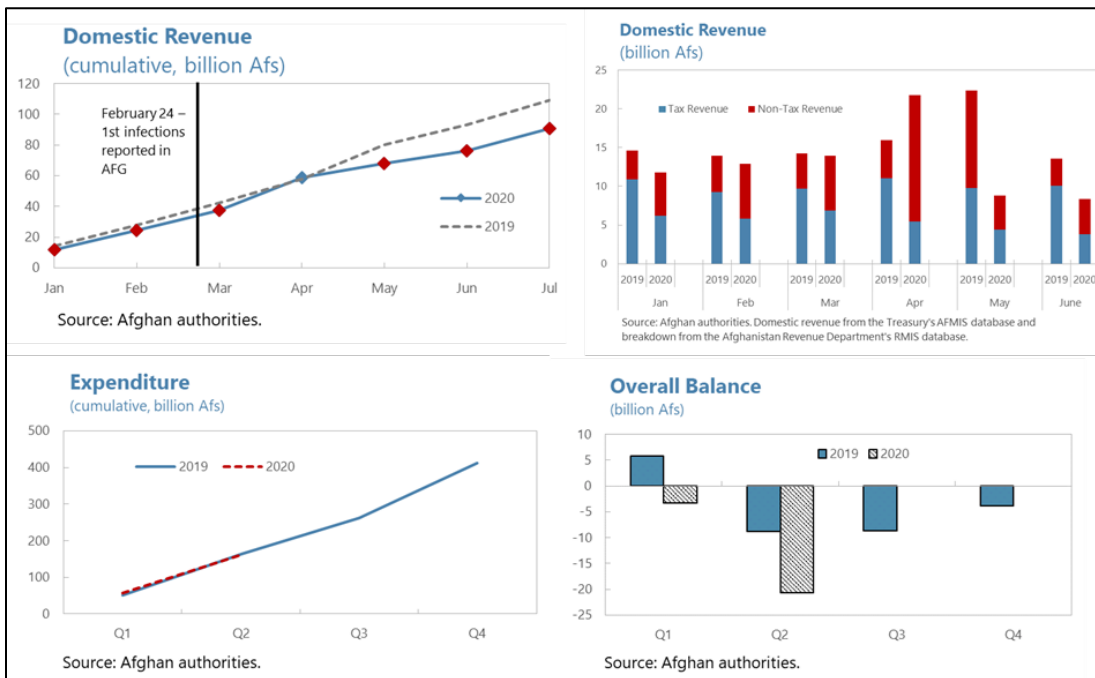 Domestic Revenue
(cumulative, billion Afs)
120
100
80
60
40
20
0
February 24 –
1st infections
reported in
AFG
2020
2019
Jan Feb Mar Apr May Jun Jul
Source: Afghan authorities.
Domestic Revenue
(billion Afs)
25
20
15
10
5
0
Tax Revenue Non-Tax Revenue
2019 2020 2019 2020 2019 2020 2019 2020 2019 2020 2019 2020
Jan Feb Mar Apr May June
Source: Afghan authorities. Domestic revenue from the Treasury's AFMIS database and
breakdown from the Afghanistan Revenue Department's RMIS database.
Expenditure
(cumulative, billion Afs)
500
400
300
200
100
0
2019 2020
Q1 Q2 Q3 Q4
Source: Afghan authorities.
Overall Balance
(billion Afs)
10
5
0
-5
-10
-15
-20
-25
2019 2020
Q1 Q2 Q3 Q4
Source: Afghan authorities.